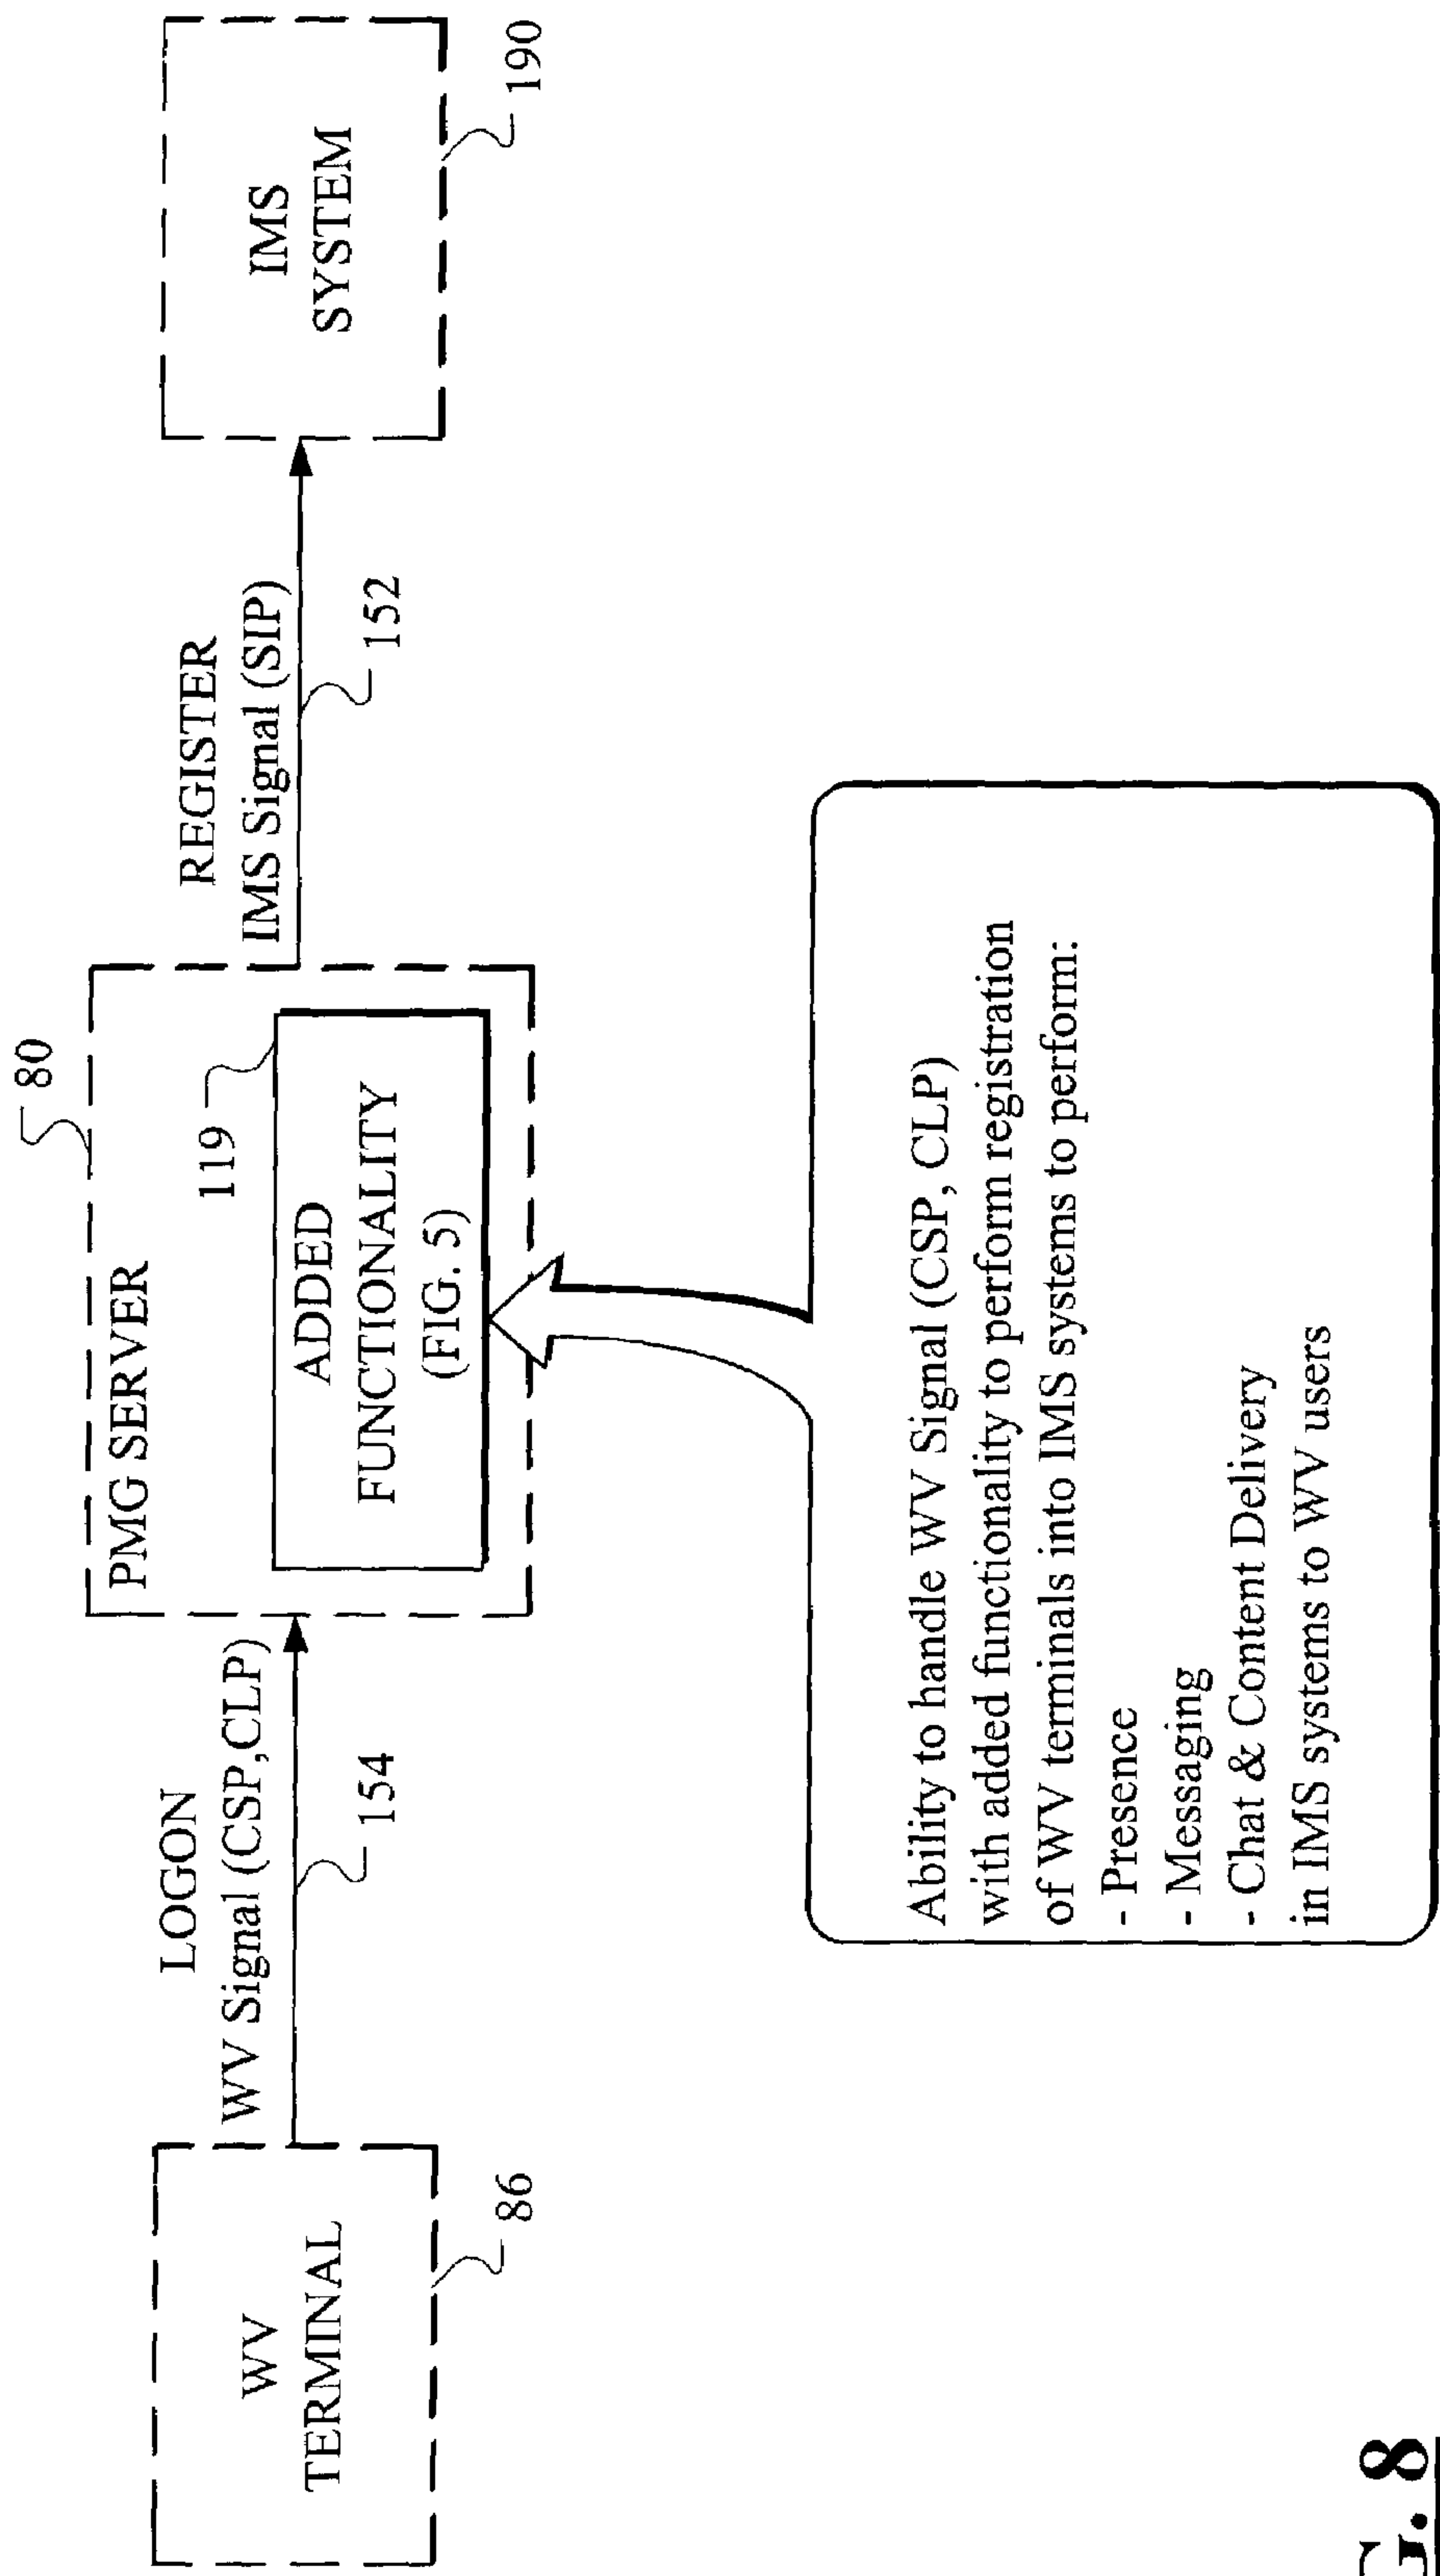 80
PMG SERVER
119
ADDED
FUNCTIONALITY
(FIG. 5)
LOGON
WV Signal (CSP,CLP)
154
WV
TERMINAL
86
REGISTER
IMS Signal (SIP)
152
IMS
SYSTEM
190
Ability to handle WV Signal (CSP, CLP)
with added functionality to perform registration
of WV terminals into IMS systems to perform:
- Presence
- Messaging
- Chat & Content Delivery
in IMS systems to WV users
G. 8